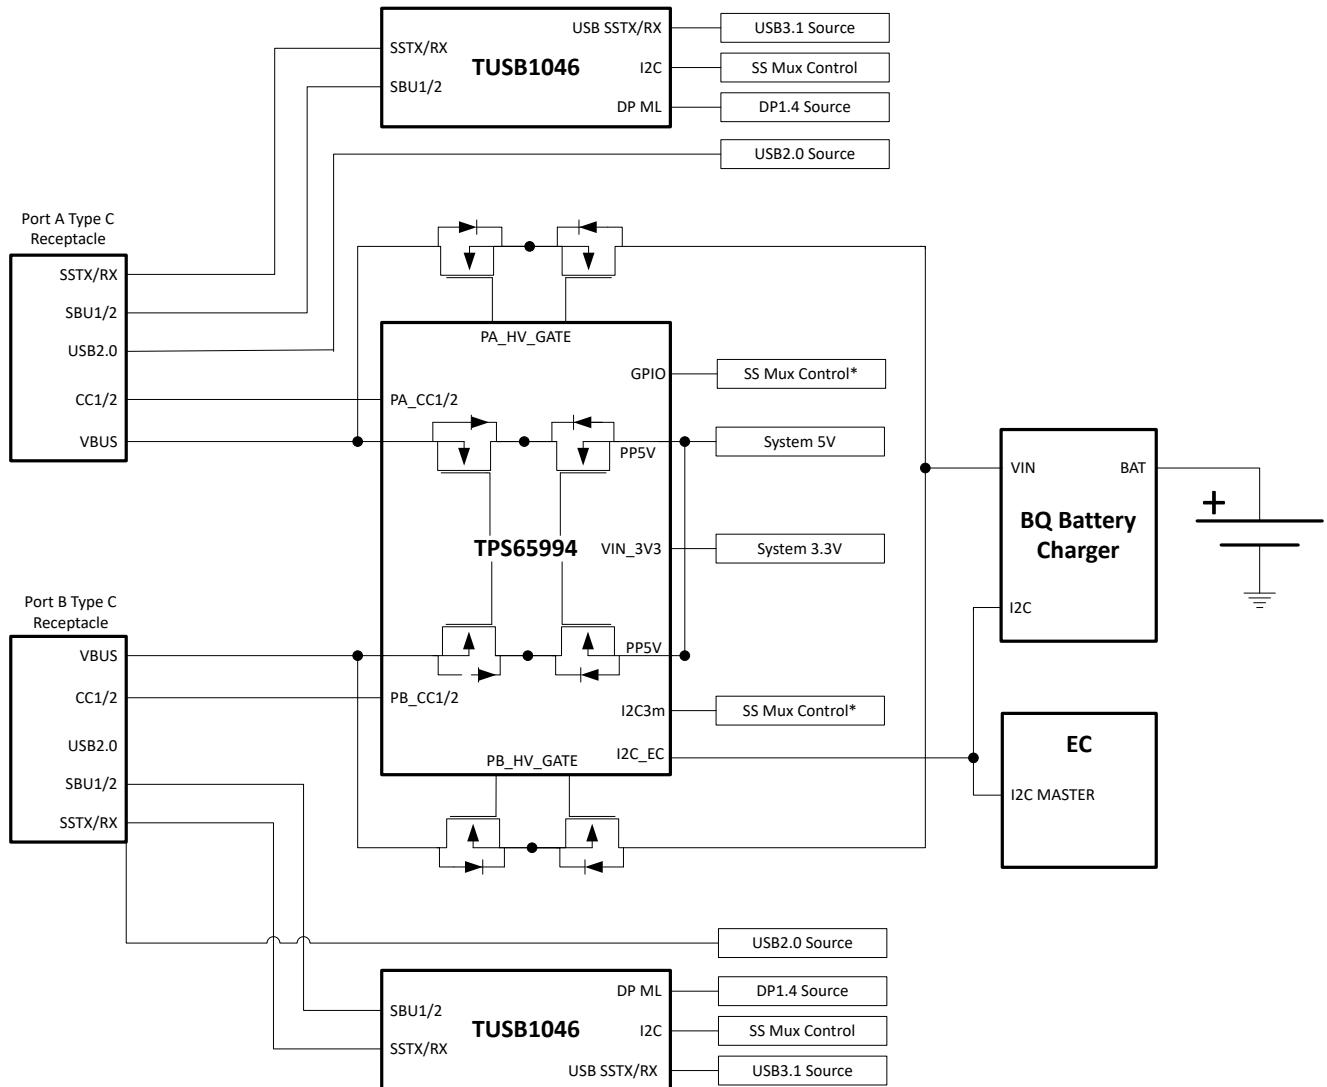 USB SSTX/RX
USB3.1 Source
SSTX/RX
TUSB1046
I2C
SS Mux Control
SBU1/2
DP ML
DP1.4 Source
USB2.0 Source
Port A Type C
Receptacle
SSTX/RX
SBU1/2
USB2.0
CC1/2
VBUS
PA_HV_GATE
GPIO
SS Mux Control*
PA_CC1/2
PP5V
System 5V
TPS65994
VIN_3V3
System 3.3V
PP5V
PB_CC1/2
I2C3m
SS Mux Control*
PB_HV_GATE
I2C_EC
VIN
BAT
BQ Battery
Charger
I2C
+
EC
I2C MASTER
Port B Type C
Receptacle
VBUS
CC1/2
USB2.0
SBU1/2
SSTX/RX
USB2.0 Source
DP ML
DP1.4 Source
SBU1/2
TUSB1046
I2C
SS Mux Control
SSTX/RX
USB SSTX/RX
USB3.1 Source